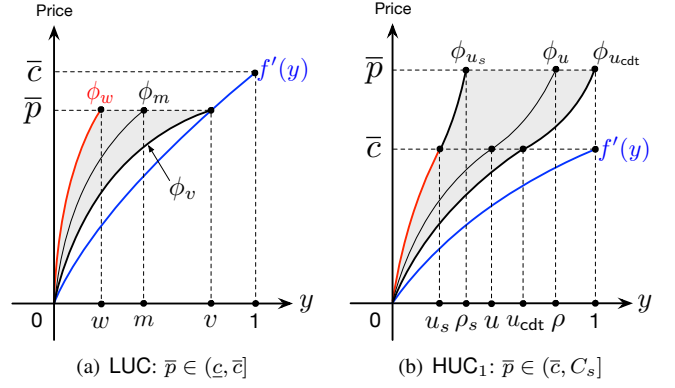 Price
c̅
p̅
ϕ_w
ϕ_m
f′(y)
ϕ_v
0
w
m
v
1
y
(a) LUC: p̅ ∈ (c̲, c̅]
Price
p̅
c̅
ϕ_{u_s}
ϕ_u
ϕ_{u_cdt}
f′(y)
0
u_s
ρ_s
u
u_cdt
ρ
1
y
(b) HUC₁: p̅ ∈ (c̅, C_s]